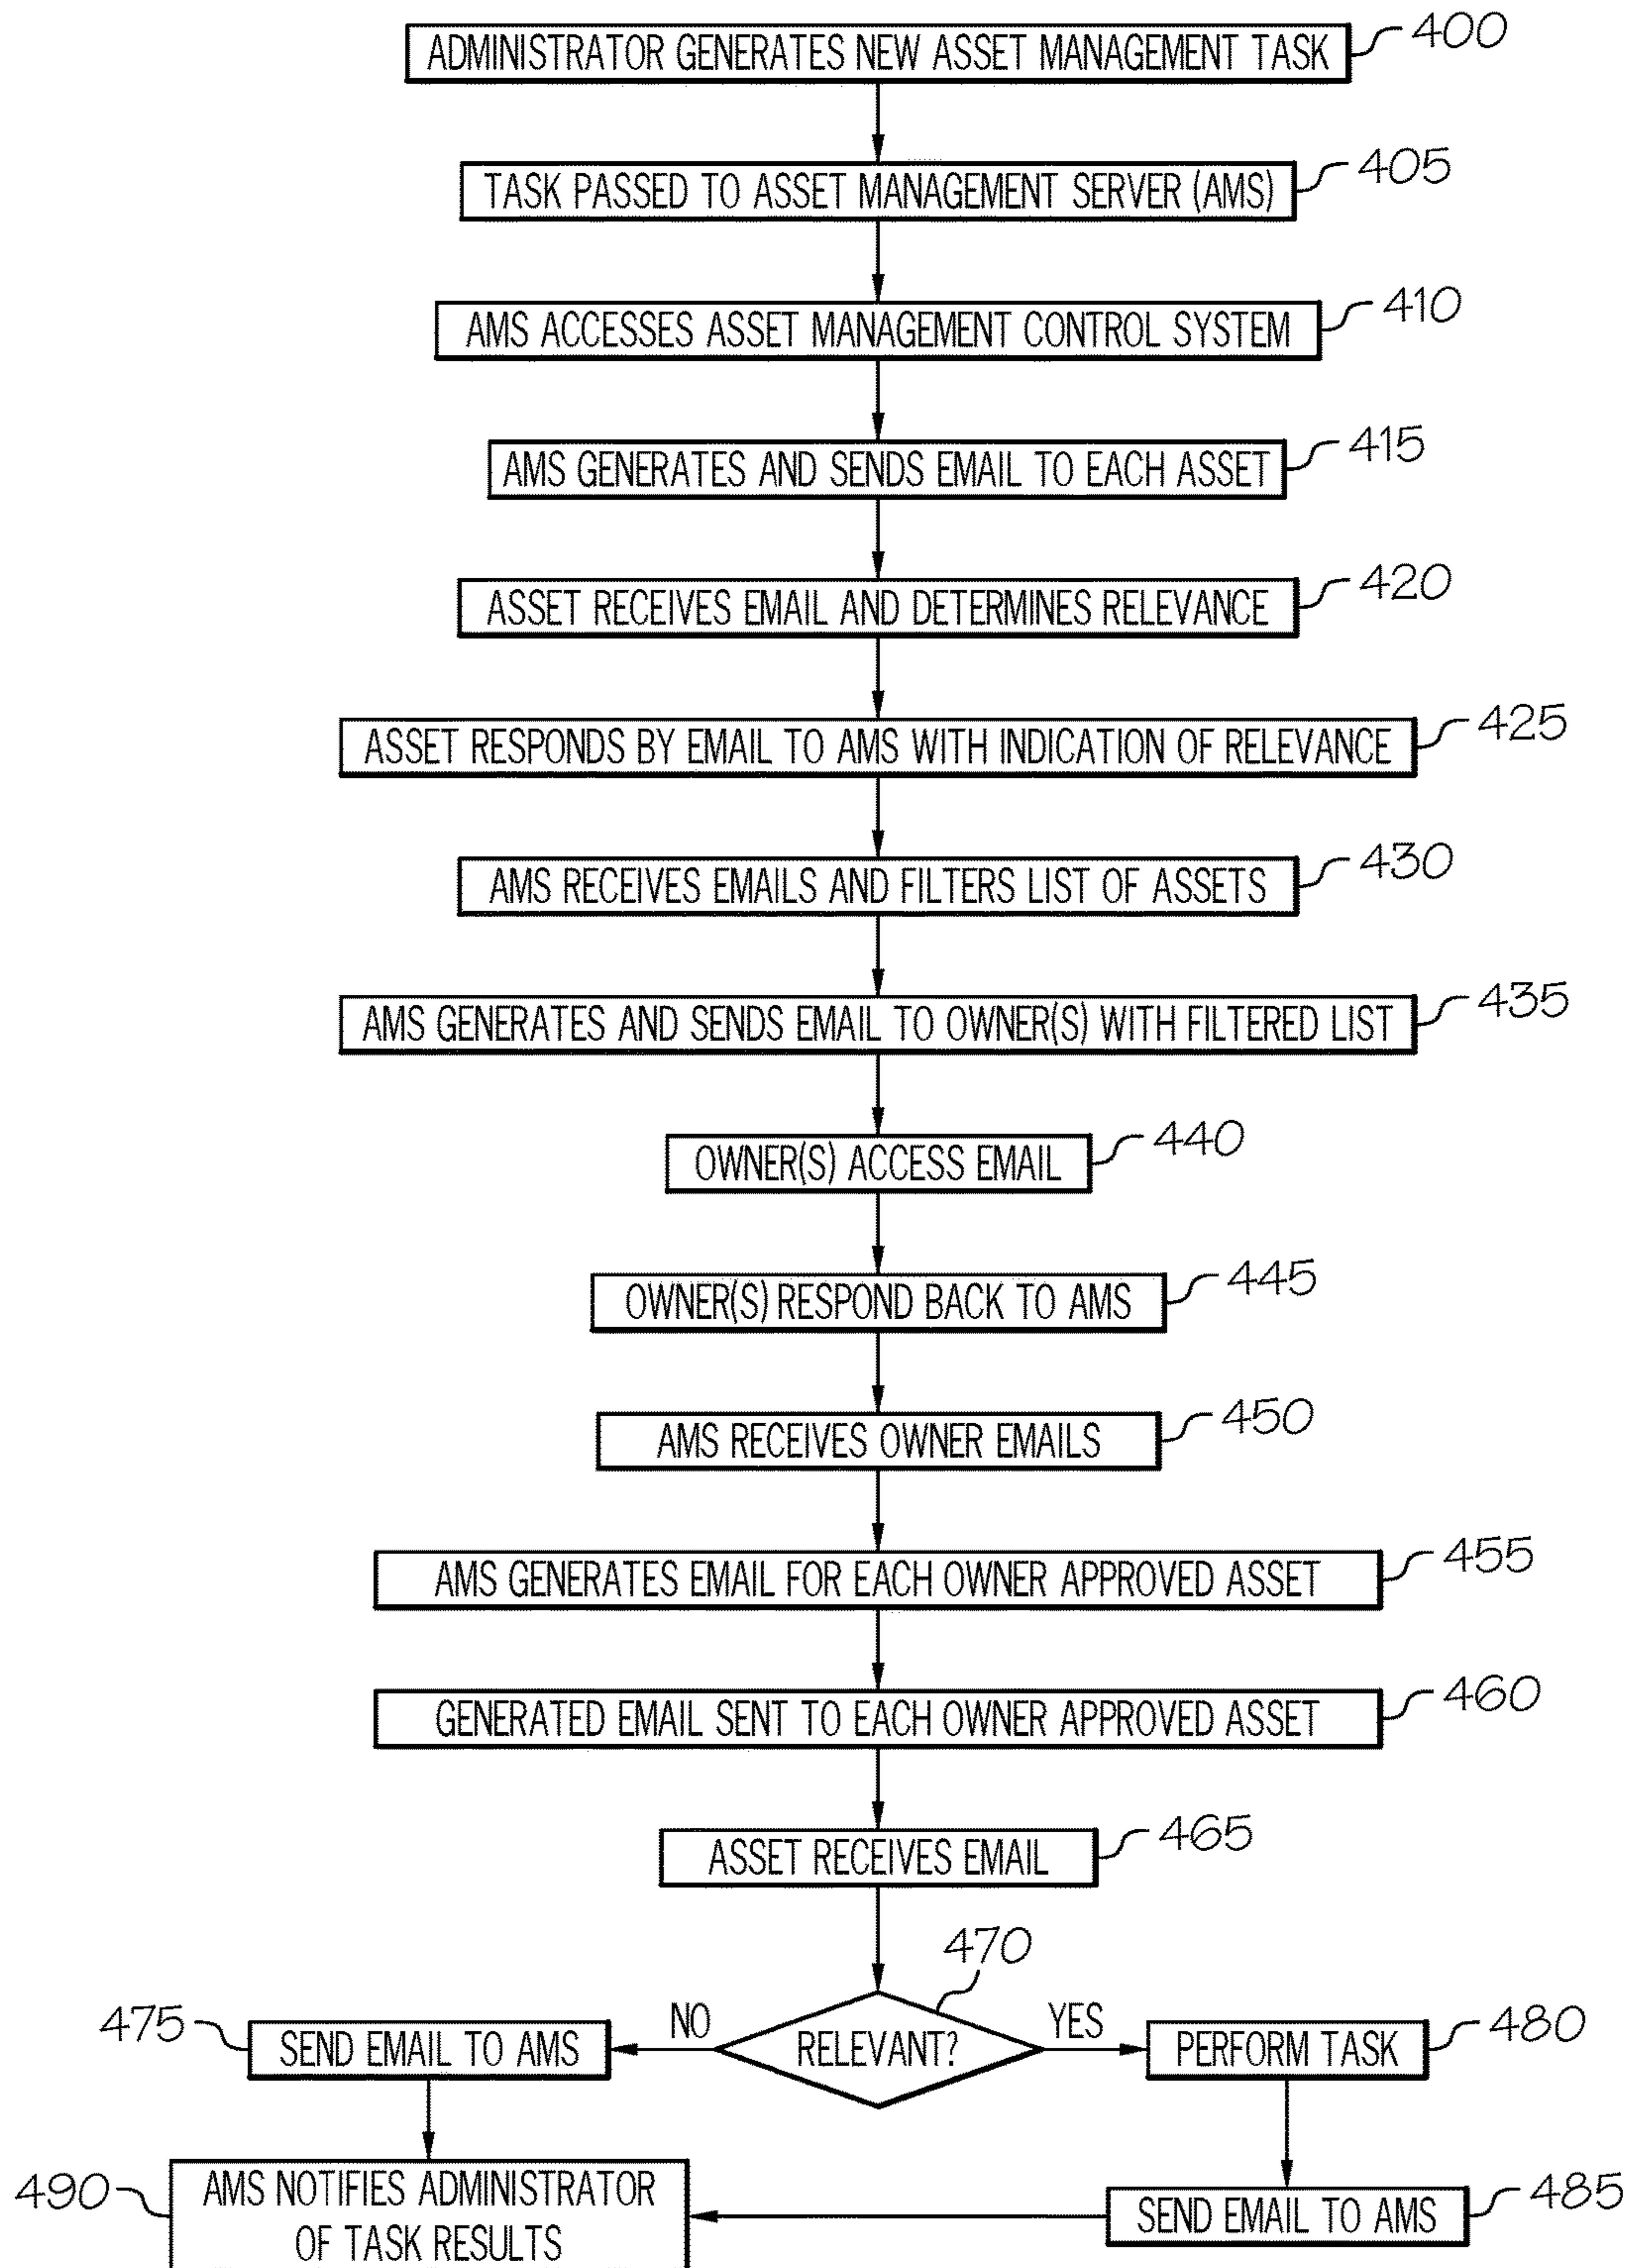 ADMINISTRATOR GENERATES NEW ASSET MANAGEMENT TASK 400
TASK PASSED TO ASSET MANAGEMENT SERVER (AMS) 405
AMS ACCESSES ASSET MANAGEMENT CONTROL SYSTEM 410
AMS GENERATES AND SENDS EMAIL TO EACH ASSET 415
ASSET RECEIVES EMAIL AND DETERMINES RELEVANCE 420
ASSET RESPONDS BY EMAIL TO AMS WITH INDICATION OF RELEVANCE 425
AMS RECEIVES EMAILS AND FILTERS LIST OF ASSETS 430
AMS GENERATES AND SENDS EMAIL TO OWNER(S) WITH FILTERED LIST 435
OWNER(S) ACCESS EMAIL 440
OWNER(S) RESPOND BACK TO AMS 445
AMS RECEIVES OWNER EMAILS 450
AMS GENERATES EMAIL FOR EACH OWNER APPROVED ASSET 455
GENERATED EMAIL SENT TO EACH OWNER APPROVED ASSET 460
ASSET RECEIVES EMAIL 465
470
475 SEND EMAIL TO AMS NO RELEVANT? YES PERFORM TASK 480
490 AMS NOTIFIES ADMINISTRATOR
OF TASK RESULTS
SEND EMAIL TO AMS 485